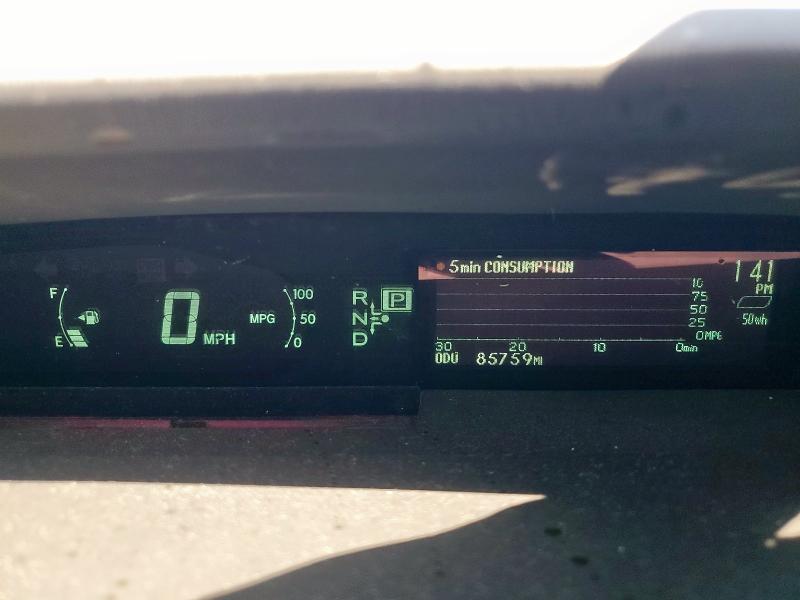 F
E
0 MPH
MPG
100
50
0
R
N
D
P
5min CONSUMPTION
75
50
25
0MPG
30
20
10
0min
ODO 85759MI
1 41
PM
50Wh